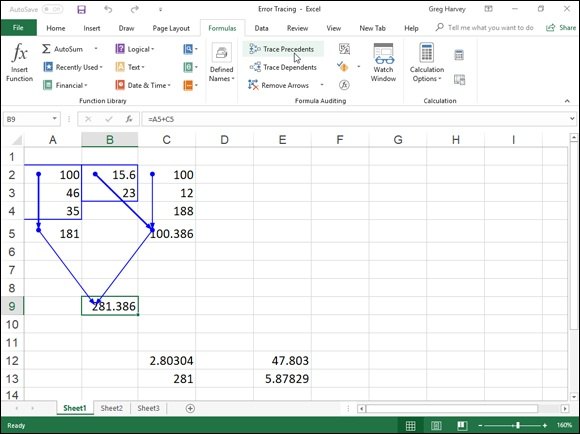 AutoSave Off Error Tracing - Excel Greg Harvey
File Home Insert Draw Page Layout Formulas Data Review View New Tab Help Tell me what you want to do Share
Insert Function
AutoSum
Recently Used
Financial
Logical
Text
Date & Time
Defined Names
Trace Precedents
Trace Dependents
Remove Arrows
Watch Window
Calculation Options
Function Library Formula Auditing Calculation
B9 fx =A5+C5
A B C D E F G H I
1
2 100 15.6 100
3 46 23 12
4 35 188
5 181 100.386
6
7
8
9 281.386
10
11
12 2.80304 47.803
13 281 5.87829
14
Sheet1 Sheet2 Sheet3
Ready 160%